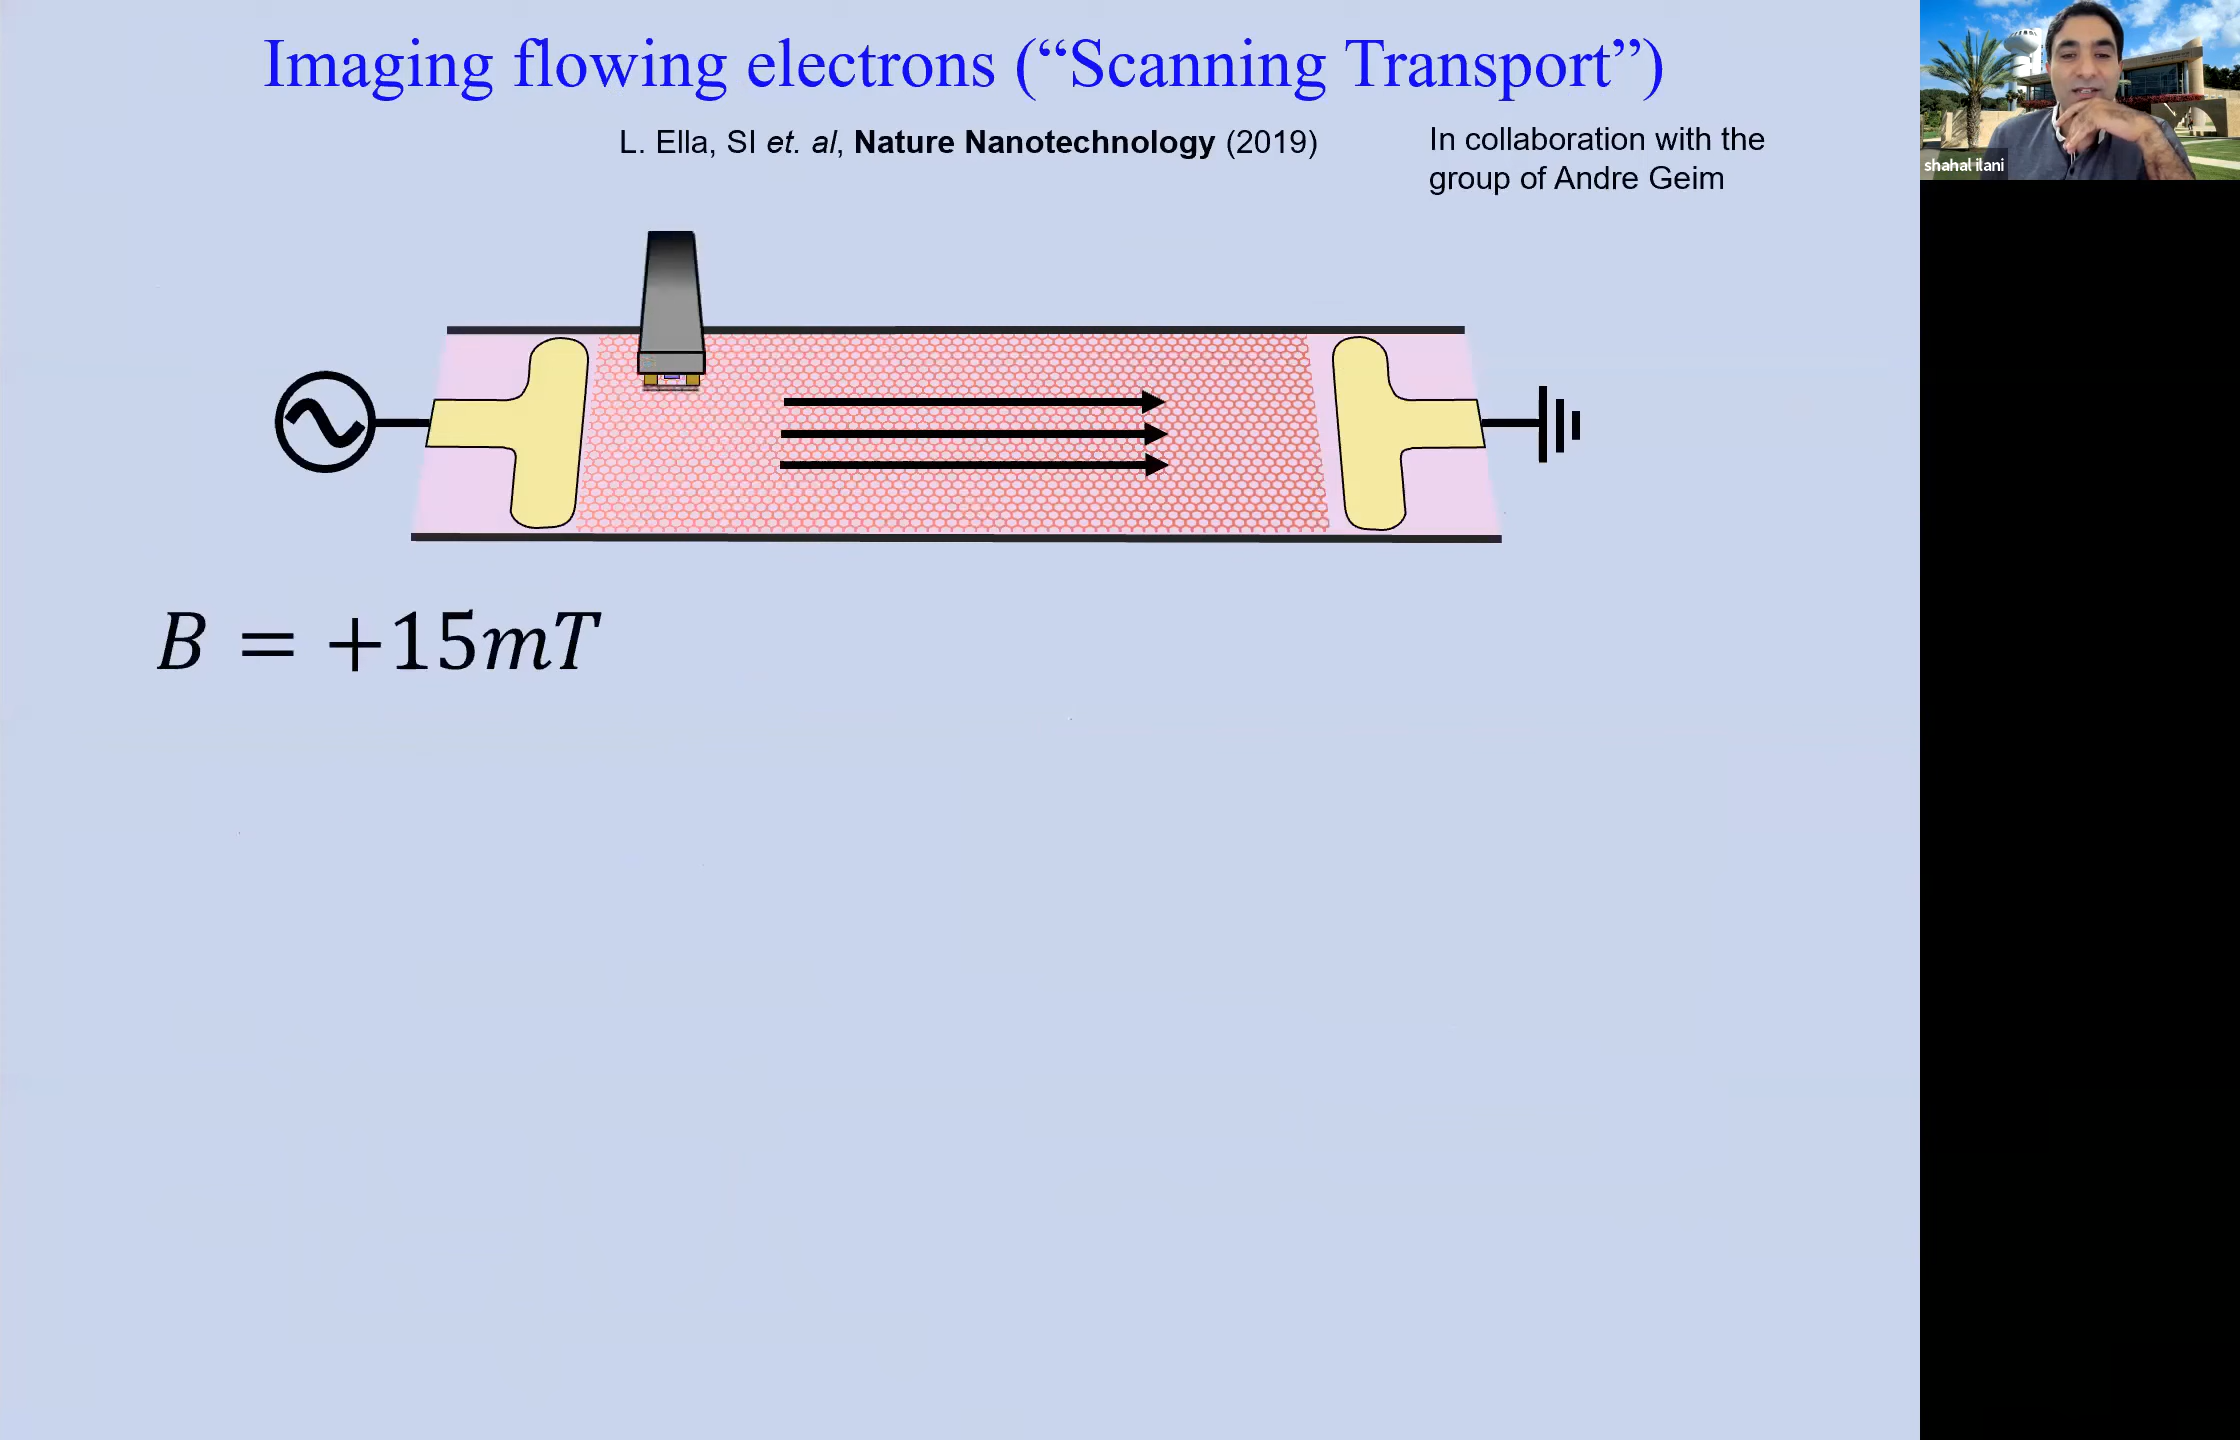 Imaging flowing electrons (“Scanning Transport”)
L. Ella, SI et. al, Nature Nanotechnology (2019)
In collaboration with the
group of Andre Geim
shahal ilani
B = +15mT